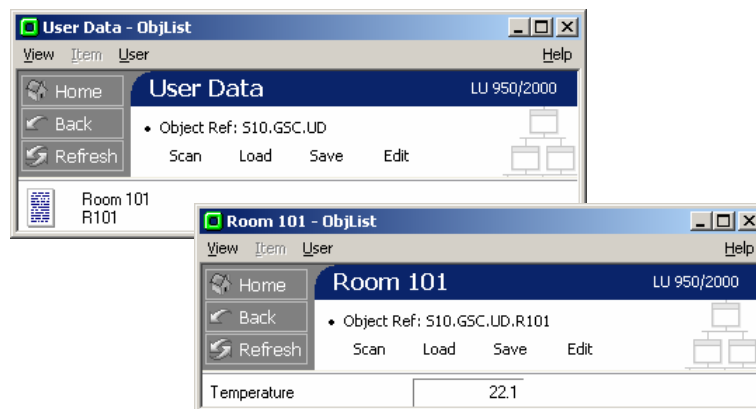 User Data - ObjList
View Item User Help
Home User Data LU 950/2000
Back • Object Ref: S10.GSC.UD
Refresh Scan Load Save Edit
Room 101
R101
Room 101 - ObjList
View Item User Help
Home Room 101 LU 950/2000
Back • Object Ref: S10.GSC.UD.R101
Refresh Scan Load Save Edit
Temperature 22.1